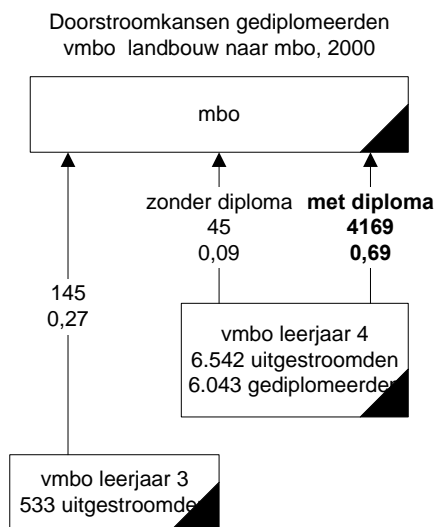 Doorstroomkansen gediplomeerden
vmbo landbouw naar mbo, 2000
mbo
zonder diploma
45
0,09
met diploma
4169
0,69
145
0,27
vmbo leerjaar 4
6.542 uitgestroomden
6.043 gediplomeerden
vmbo leerjaar 3
533 uitgestroomden